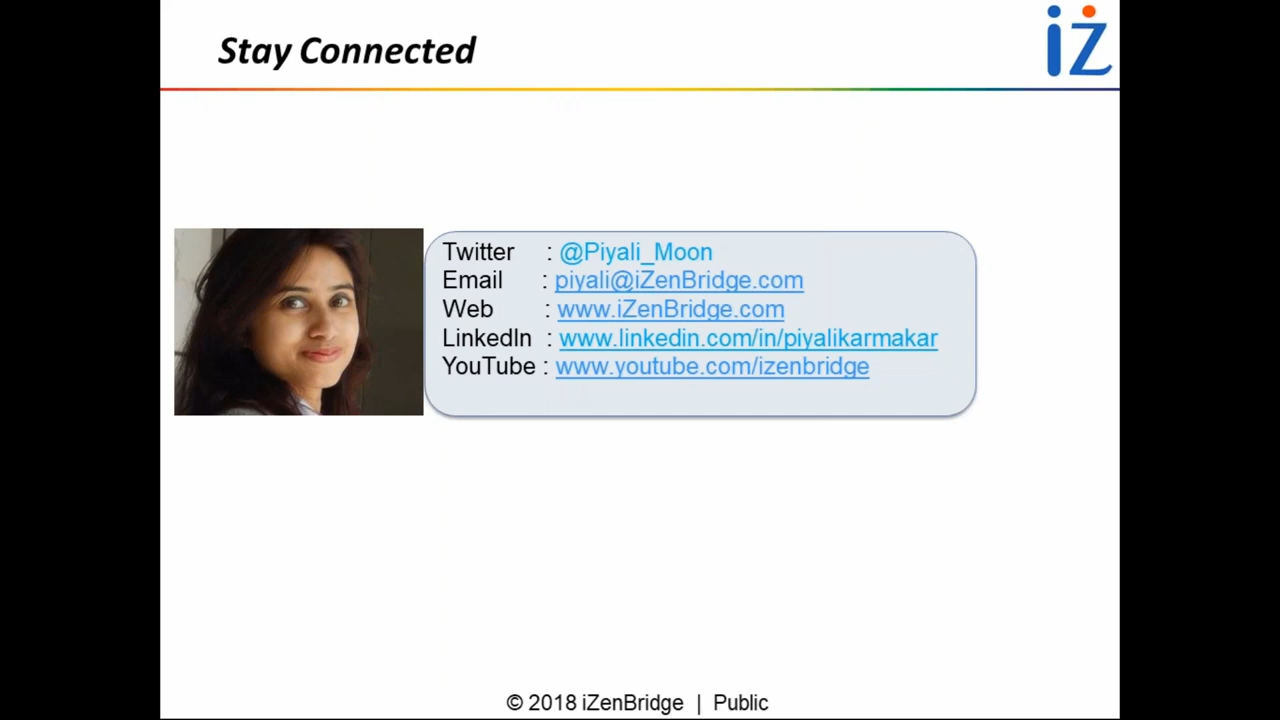 Stay Connected
iz
Twitter : @Piyali_Moon
Email : piyali@iZenBridge.com
Web : www.iZenBridge.com
LinkedIn : www.linkedin.com/in/piyalikarmakar
YouTube : www.youtube.com/izenbridge
© 2018 iZenBridge | Public